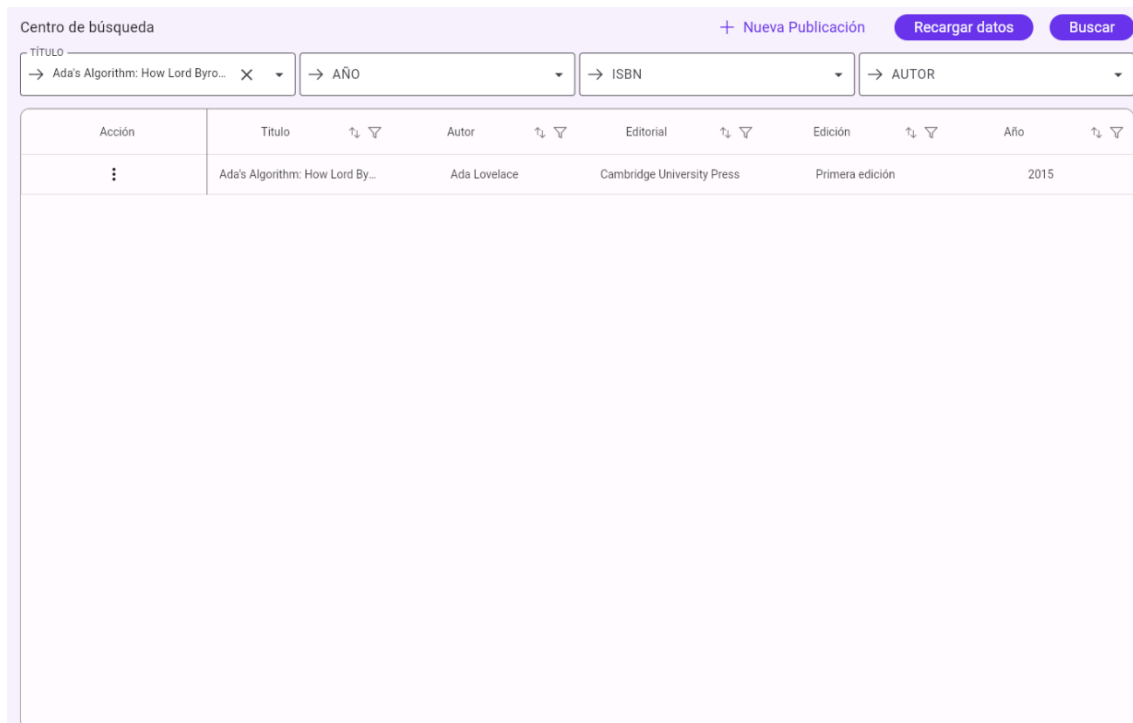 Centro de búsqueda + Nueva Publicación Recargar datos Buscar
TÍTULO
→ Ada's Algorithm: How Lord Byro... → AÑO → ISBN → AUTOR
Acción Titulo Autor Editorial Edición Año
Ada's Algorithm: How Lord By... Ada Lovelace Cambridge University Press Primera edición 2015